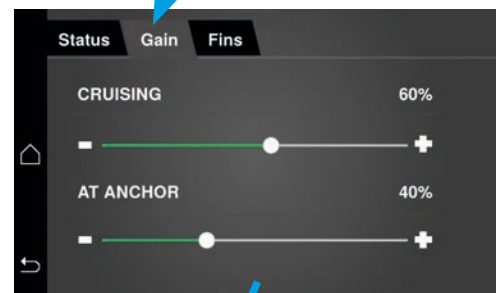 Status Gain Fins
CRUISING 60%
- +
AT ANCHOR 40%
- +